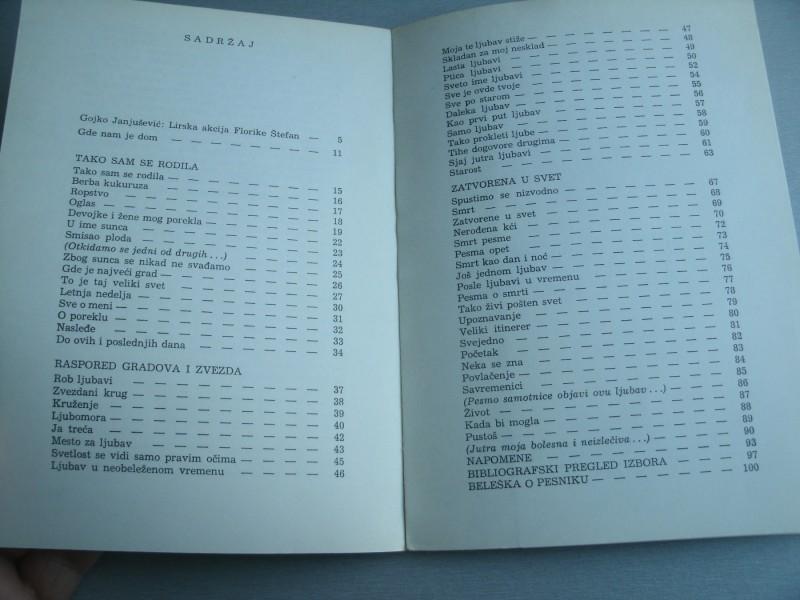 SADRŽAJ
Gojko Janjušević: Lirska akcija Florike Štefan — 5
Gde nam je dom — — — — — — — 11
TAKO SAM SE RODILA
Tako sam se rodila — — — — — — 15
Berba kukuruza — — — — — — 16
Ropstvo — — — — — — — — 17
Oglas — — — — — — — — 18
Devojke i žene mog porekla — — — — 19
U ime sunca — — — — — — — 22
Smisao ploda — — — — — — — 23
(Otkidamo se jedni od drugih...) — — — 24
Zbog sunca se nikad ne svađamo — — — 25
Gde je najveći grad — — — — — — 26
To je taj veliki svet — — — — — 27
Letnja nedelja — — — — — — — 30
Sve o meni — — — — — — — 31
O poreklu — — — — — — — 32
Nasleđe — — — — — — — — 33
Do ovih i poslednjih dana — — — — — 34
RASPORED GRADOVA I ZVEZDA
Rob ljubavi — — — — — — — 37
Zvezdani krug — — — — — — — 38
Kruženje — — — — — — — — 39
Ljubomora — — — — — — — — 40
Ja treća — — — — — — — — 42
Mesto za ljubav — — — — — — — 43
Svetlost se vidi samo pravim očima — — — 45
Ljubav u neobeleženom vremenu — — — — 46
Moja te ljubav stiže — — — — — — 47
Skladan za moj nesklad — — — — — 48
Lasta ljubavi — — — — — — — 49
Ptica ljubavi — — — — — — — 50
Sveto ime ljubavi — — — — — — 52
Sve je ovde tvoje — — — — — — 54
Sve po starom — — — — — — — 55
Daleka ljubav — — — — — — — 56
Kao prvi put ljubav — — — — — — 57
Samo ljubav — — — — — — — 58
Tako prokleti ljube — — — — — — 59
Tihe dogovore drugima — — — — — 60
Sjaj jutra ljubavi — — — — — — 61
Starost — — — — — — — — 63
ZATVORENA U SVET
Spustimo se nizvodno — — — — — — 67
Smrt — — — — — — — — — 68
Zatvorene u svet — — — — — — 69
Nerođena kći — — — — — — — 70
Smrt pesme — — — — — — — 72
Pesma opet — — — — — — — 73
Smrt kao dan i noć — — — — — — 74
Još jednom ljubav — — — — — — 75
Posle ljubavi u vremenu — — — — — 76
Pesma o smrti — — — — — — — 77
Tako živi pošten svet — — — — — — 78
Upoznavanje — — — — — — — 79
Veliki itinerer — — — — — — — 80
Svejedno — — — — — — — — 81
Početak — — — — — — — — 82
Neka se zna — — — — — — — 83
Povlačenje — — — — — — — — 84
Savremenici — — — — — — — 85
(Pesmo samotnice objavi ovu ljubav...) — — — 86
Život — — — — — — — — — 87
Kada bi mogla — — — — — — — 88
Pustoš — — — — — — — — — 89
(Jutra moja bolesna i neizlečiva...) — — — — 90
NAPOMENE — — — — — — — — 93
BIBLIOGRAFSKI PREGLED IZBORA — — — 97
BELEŠKA O PESNIKU — — — — — — 100